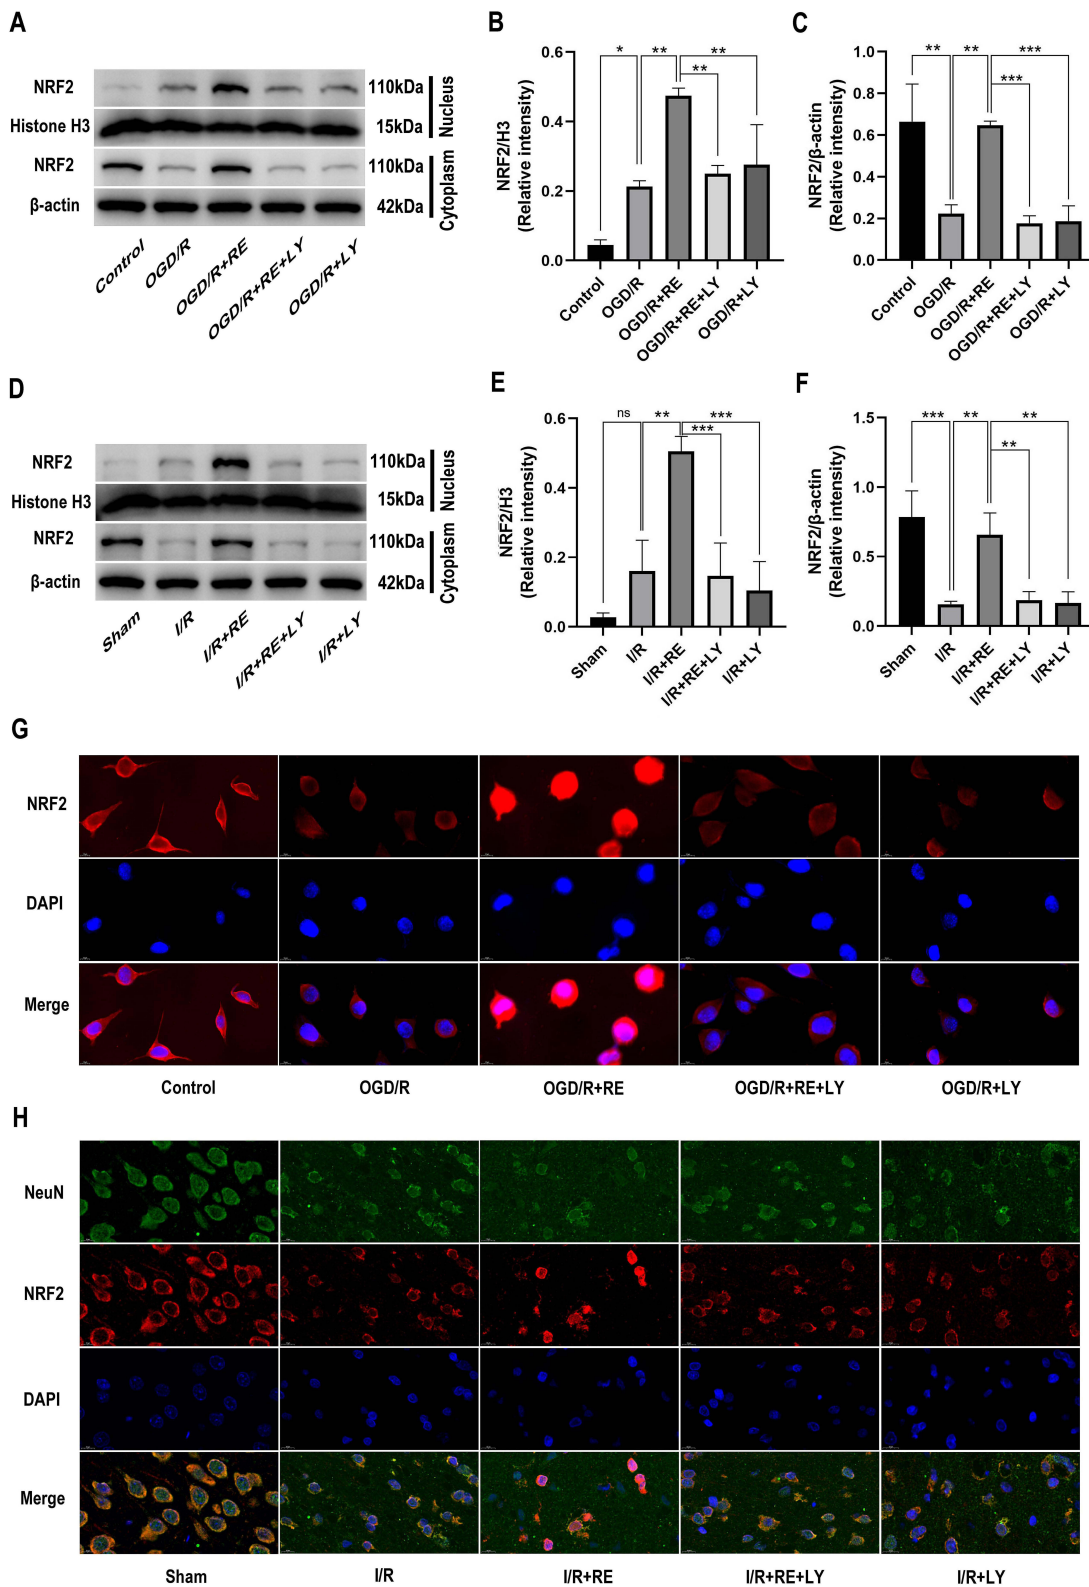 A
NRF2 110kDa
Histone H3 15kDa
Nucleus
NRF2 110kDa
β-actin 42kDa
Cytoplasm
Control OGD/R OGD/R+RE OGD/R+RE+LY OGD/R+LY
B
NRF2/H3
(Relative intensity)
0.6
0.4
0.2
0.0
* ** ** **
Control OGD/R OGD/R+RE OGD/R+RE+LY OGD/R+LY
C
NRF2/β-actin
(Relative intensity)
1.0
0.8
0.6
0.4
0.2
0.0
** ** *** ***
Control OGD/R OGD/R+RE OGD/R+RE+LY OGD/R+LY
D
NRF2 110kDa
Histone H3 15kDa
Nucleus
NRF2 110kDa
β-actin 42kDa
Cytoplasm
Sham I/R I/R+RE I/R+RE+LY I/R+LY
E
NRF2/H3
(Relative intensity)
0.6
0.4
0.2
0.0
ns ** *** ***
Sham I/R I/R+RE I/R+RE+LY I/R+LY
F
NRF2/β-actin
(Relative intensity)
1.5
1.0
0.5
0.0
*** ** ** **
Sham I/R I/R+RE I/R+RE+LY I/R+LY
G
NRF2
DAPI
Merge
Control OGD/R OGD/R+RE OGD/R+RE+LY OGD/R+LY
H
NeuN
NRF2
DAPI
Merge
Sham I/R I/R+RE I/R+RE+LY I/R+LY